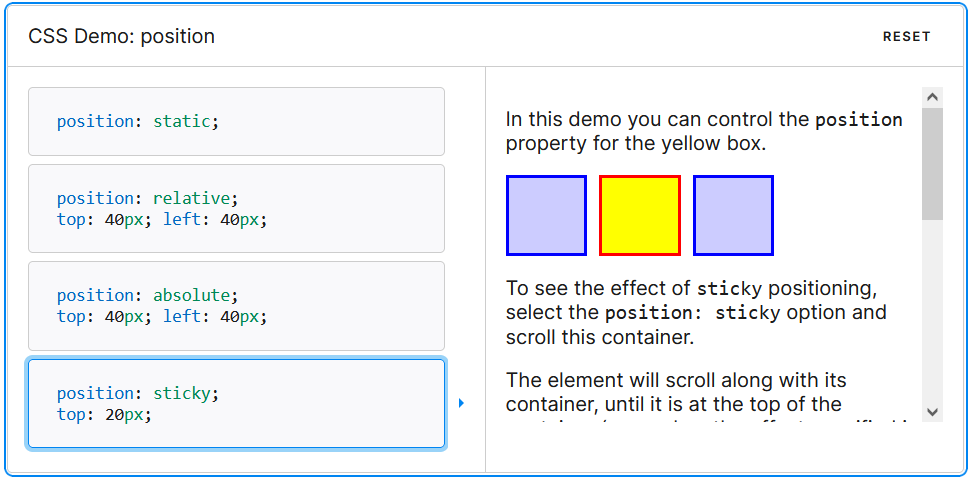 CSS Demo: position
RESET
position: static;
position: relative;
top: 40px; left: 40px;
position: absolute;
top: 40px; left: 40px;
position: sticky;
top: 20px;
In this demo you can control the position
property for the yellow box.
To see the effect of sticky positioning,
select the position: sticky option and
scroll this container.
The element will scroll along with its
container, until it is at the top of the